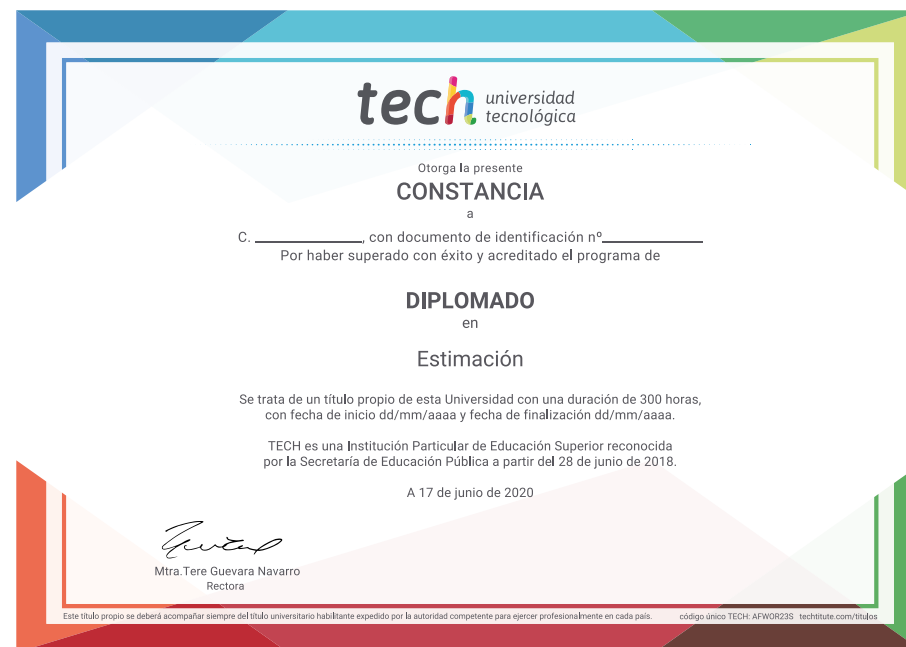 tech universidad
tecnológica
Otorga la presente
CONSTANCIA
a
C. ____________, con documento de identificación nº____________
Por haber superado con éxito y acreditado el programa de
DIPLOMADO
en
Estimación
Se trata de un título propio de esta Universidad con una duración de 300 horas,
con fecha de inicio dd/mm/aaaa y fecha de finalización dd/mm/aaaa.
TECH es una Institución Particular de Educación Superior reconocida
por la Secretaría de Educación Pública a partir del 28 de junio de 2018.
A 17 de junio de 2020
Mtra.Tere Guevara Navarro
Rectora
Este título propio se deberá acompañar siempre del título universitario habilitante expedido por la autoridad competente para ejercer profesionalmente en cada país.
código único TECH: AFWOR23S techtitute.com/titulos